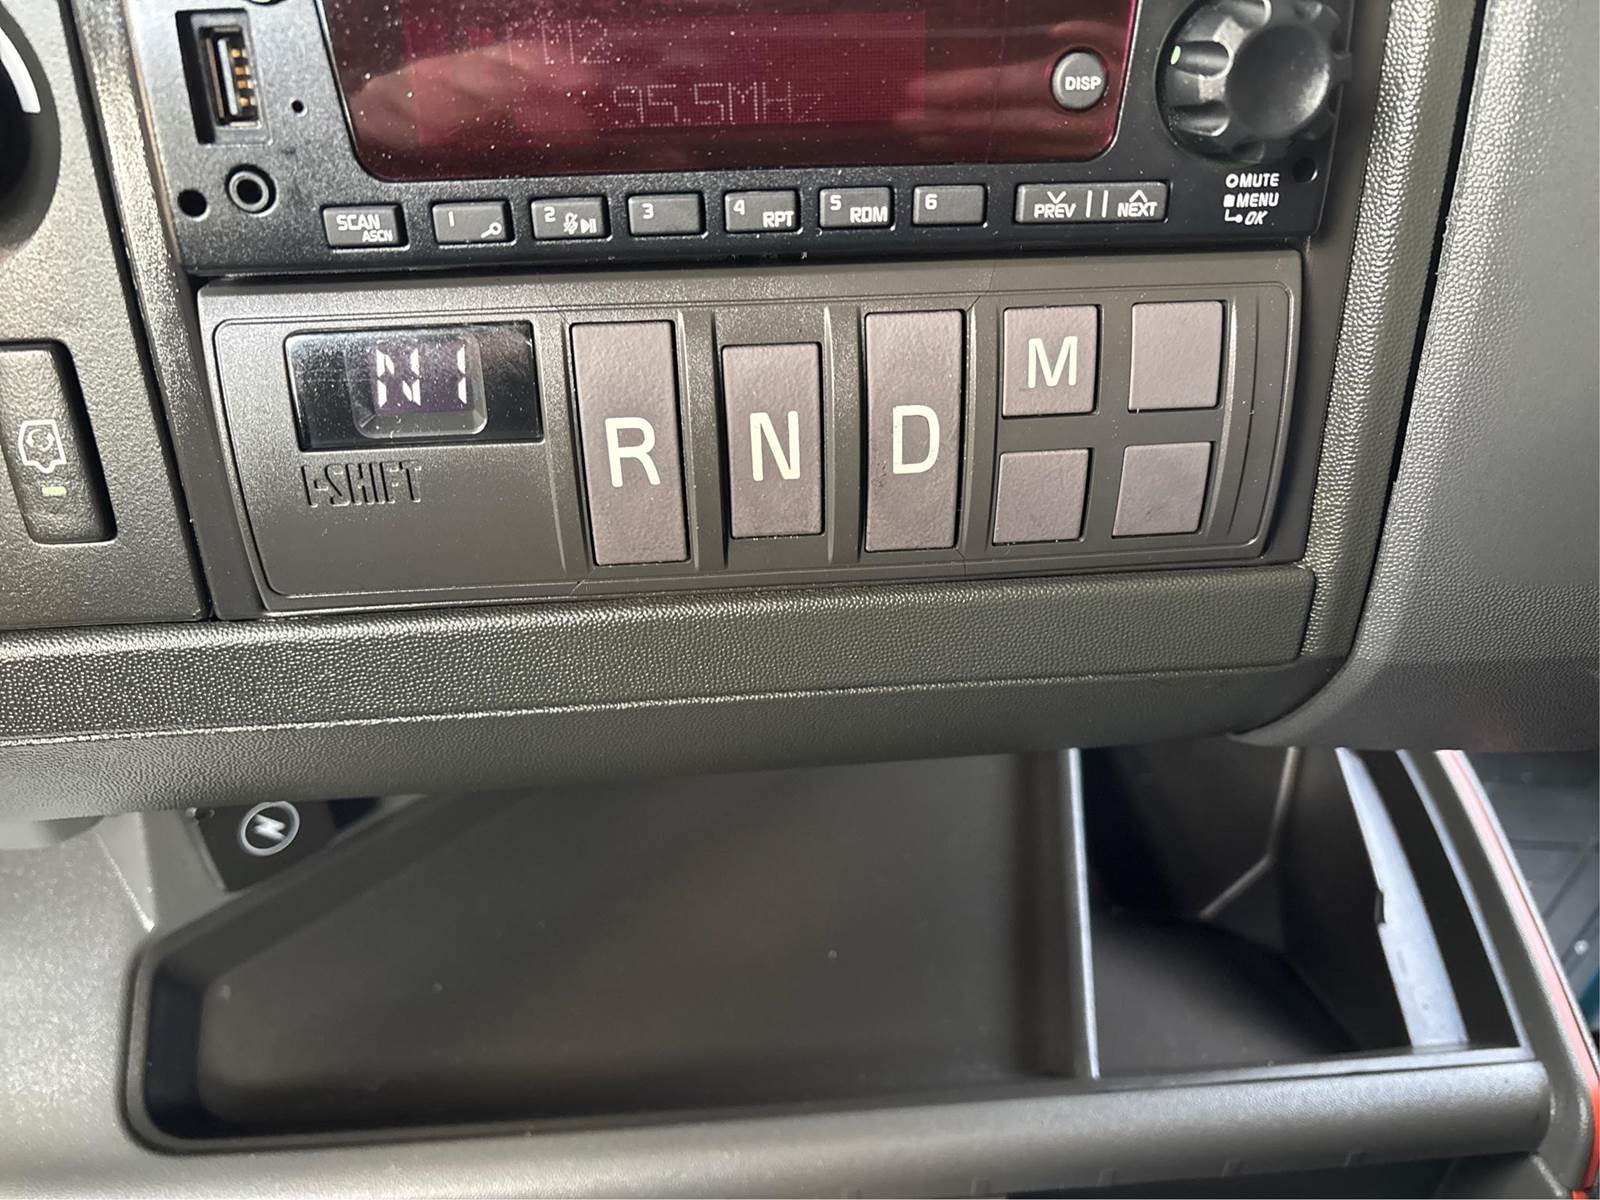 M2
95.5MHz
DISP
MUTE
MENU
OK
SCAN
ASCN
1
2
3
4 RPT
5 RDM
6
PREV
NEXT
N1
I-SHIFT
R
N
D
M